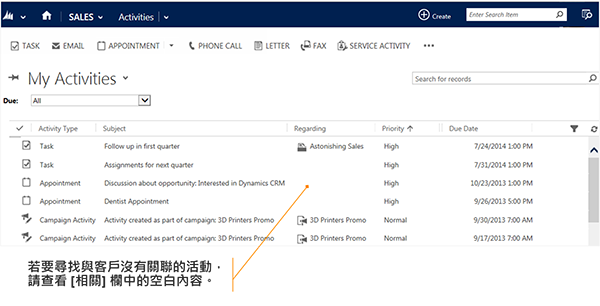 SALES Activities Create Enter Search Item
TASK EMAIL APPOINTMENT PHONE CALL LETTER FAX SERVICE ACTIVITY
My Activities
Search for records
Due: All
Activity Type Subject Regarding Priority Due Date
Task Follow up in first quarter Astonishing Sales High 7/24/2014 1:00 PM
Task Assignments for next quarter High 7/31/2014 1:00 PM
Appointment Discussion about opportunity: Interested in Dynamics CRM High 10/23/2013 1:00 PM
Appointment Dentist Appointment High 9/26/2013 5:00 PM
Campaign Activity Activity created as part of campaign: 3D Printers Promo 3D Printers Promo Normal 9/30/2013 7:00 AM
Campaign Activity Activity created as part of campaign: 3D Printers Promo 3D Printers Promo Normal 9/17/2013 7:00 AM
若要尋找與客戶沒有關聯的活動，
請查看 [相關] 欄中的空白內容。